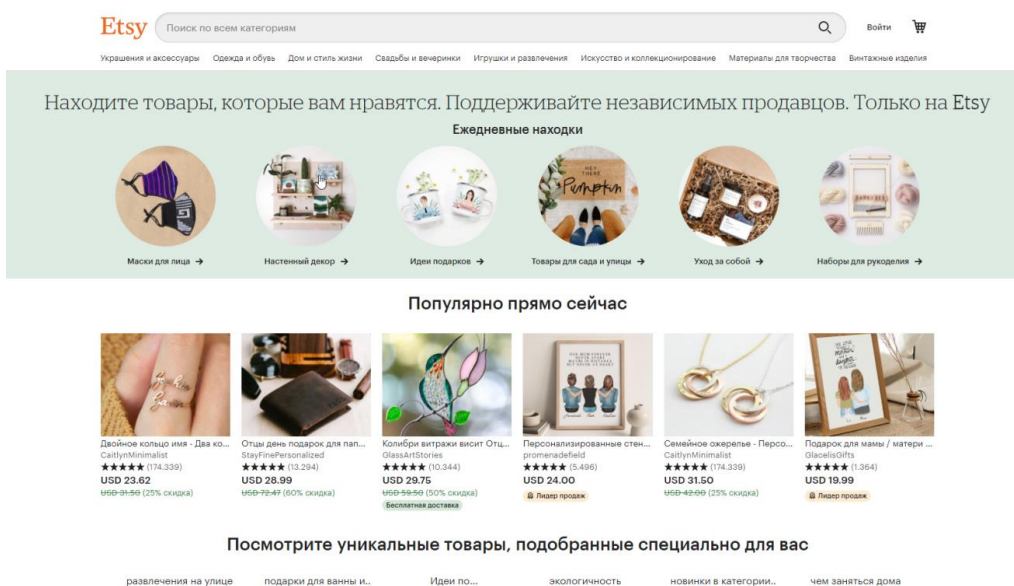 Etsy
Поиск по всем категориям
Войти
Украшения и аксессуары Одежда и обувь Дом и стиль жизни Свадьбы и вечеринки Игрушки и развлечения Искусство и коллекционирование Материалы для творчества Винтажные изделия
Находите товары, которые вам нравятся. Поддерживайте независимых продавцов. Только на Etsy
Ежедневные находки
HEY THERE
Pumpkin
Маски для лица → Настенный декор → Идеи подарков → Товары для сада и улицы → Уход за собой → Наборы для рукоделия →
Популярно прямо сейчас
Двойное кольцо имя - Два ко... Отцы день подарок для пап... Колибри витражи висит Отц... Персонализированные стен... Семейное ожерелье - Персо... Подарок для мамы / матери ...
CaitlynMinimalist StayFinePersonalized GlassArtStories promenadefield CaitlynMinimalist GlacelisGifts
★★★★★ (174.339) ★★★★★ (13.294) ★★★★★ (10.344) ★★★★★ (5.496) ★★★★★ (174.339) ★★★★★ (1.364)
USD 23.62 USD 28.99 USD 29.75 USD 24.00 USD 31.50 USD 19.99
USD 31.50 (25% скидка) USD 72.47 (60% скидка) USD 59.50 (50% скидка) Лидер продаж USD 42.00 (25% скидка) Лидер продаж
Бесплатная доставка
Посмотрите уникальные товары, подобранные специально для вас
развлечения на улице подарки для ванны и.. Идеи по... экологичность новинки в категории.. чем заняться дома